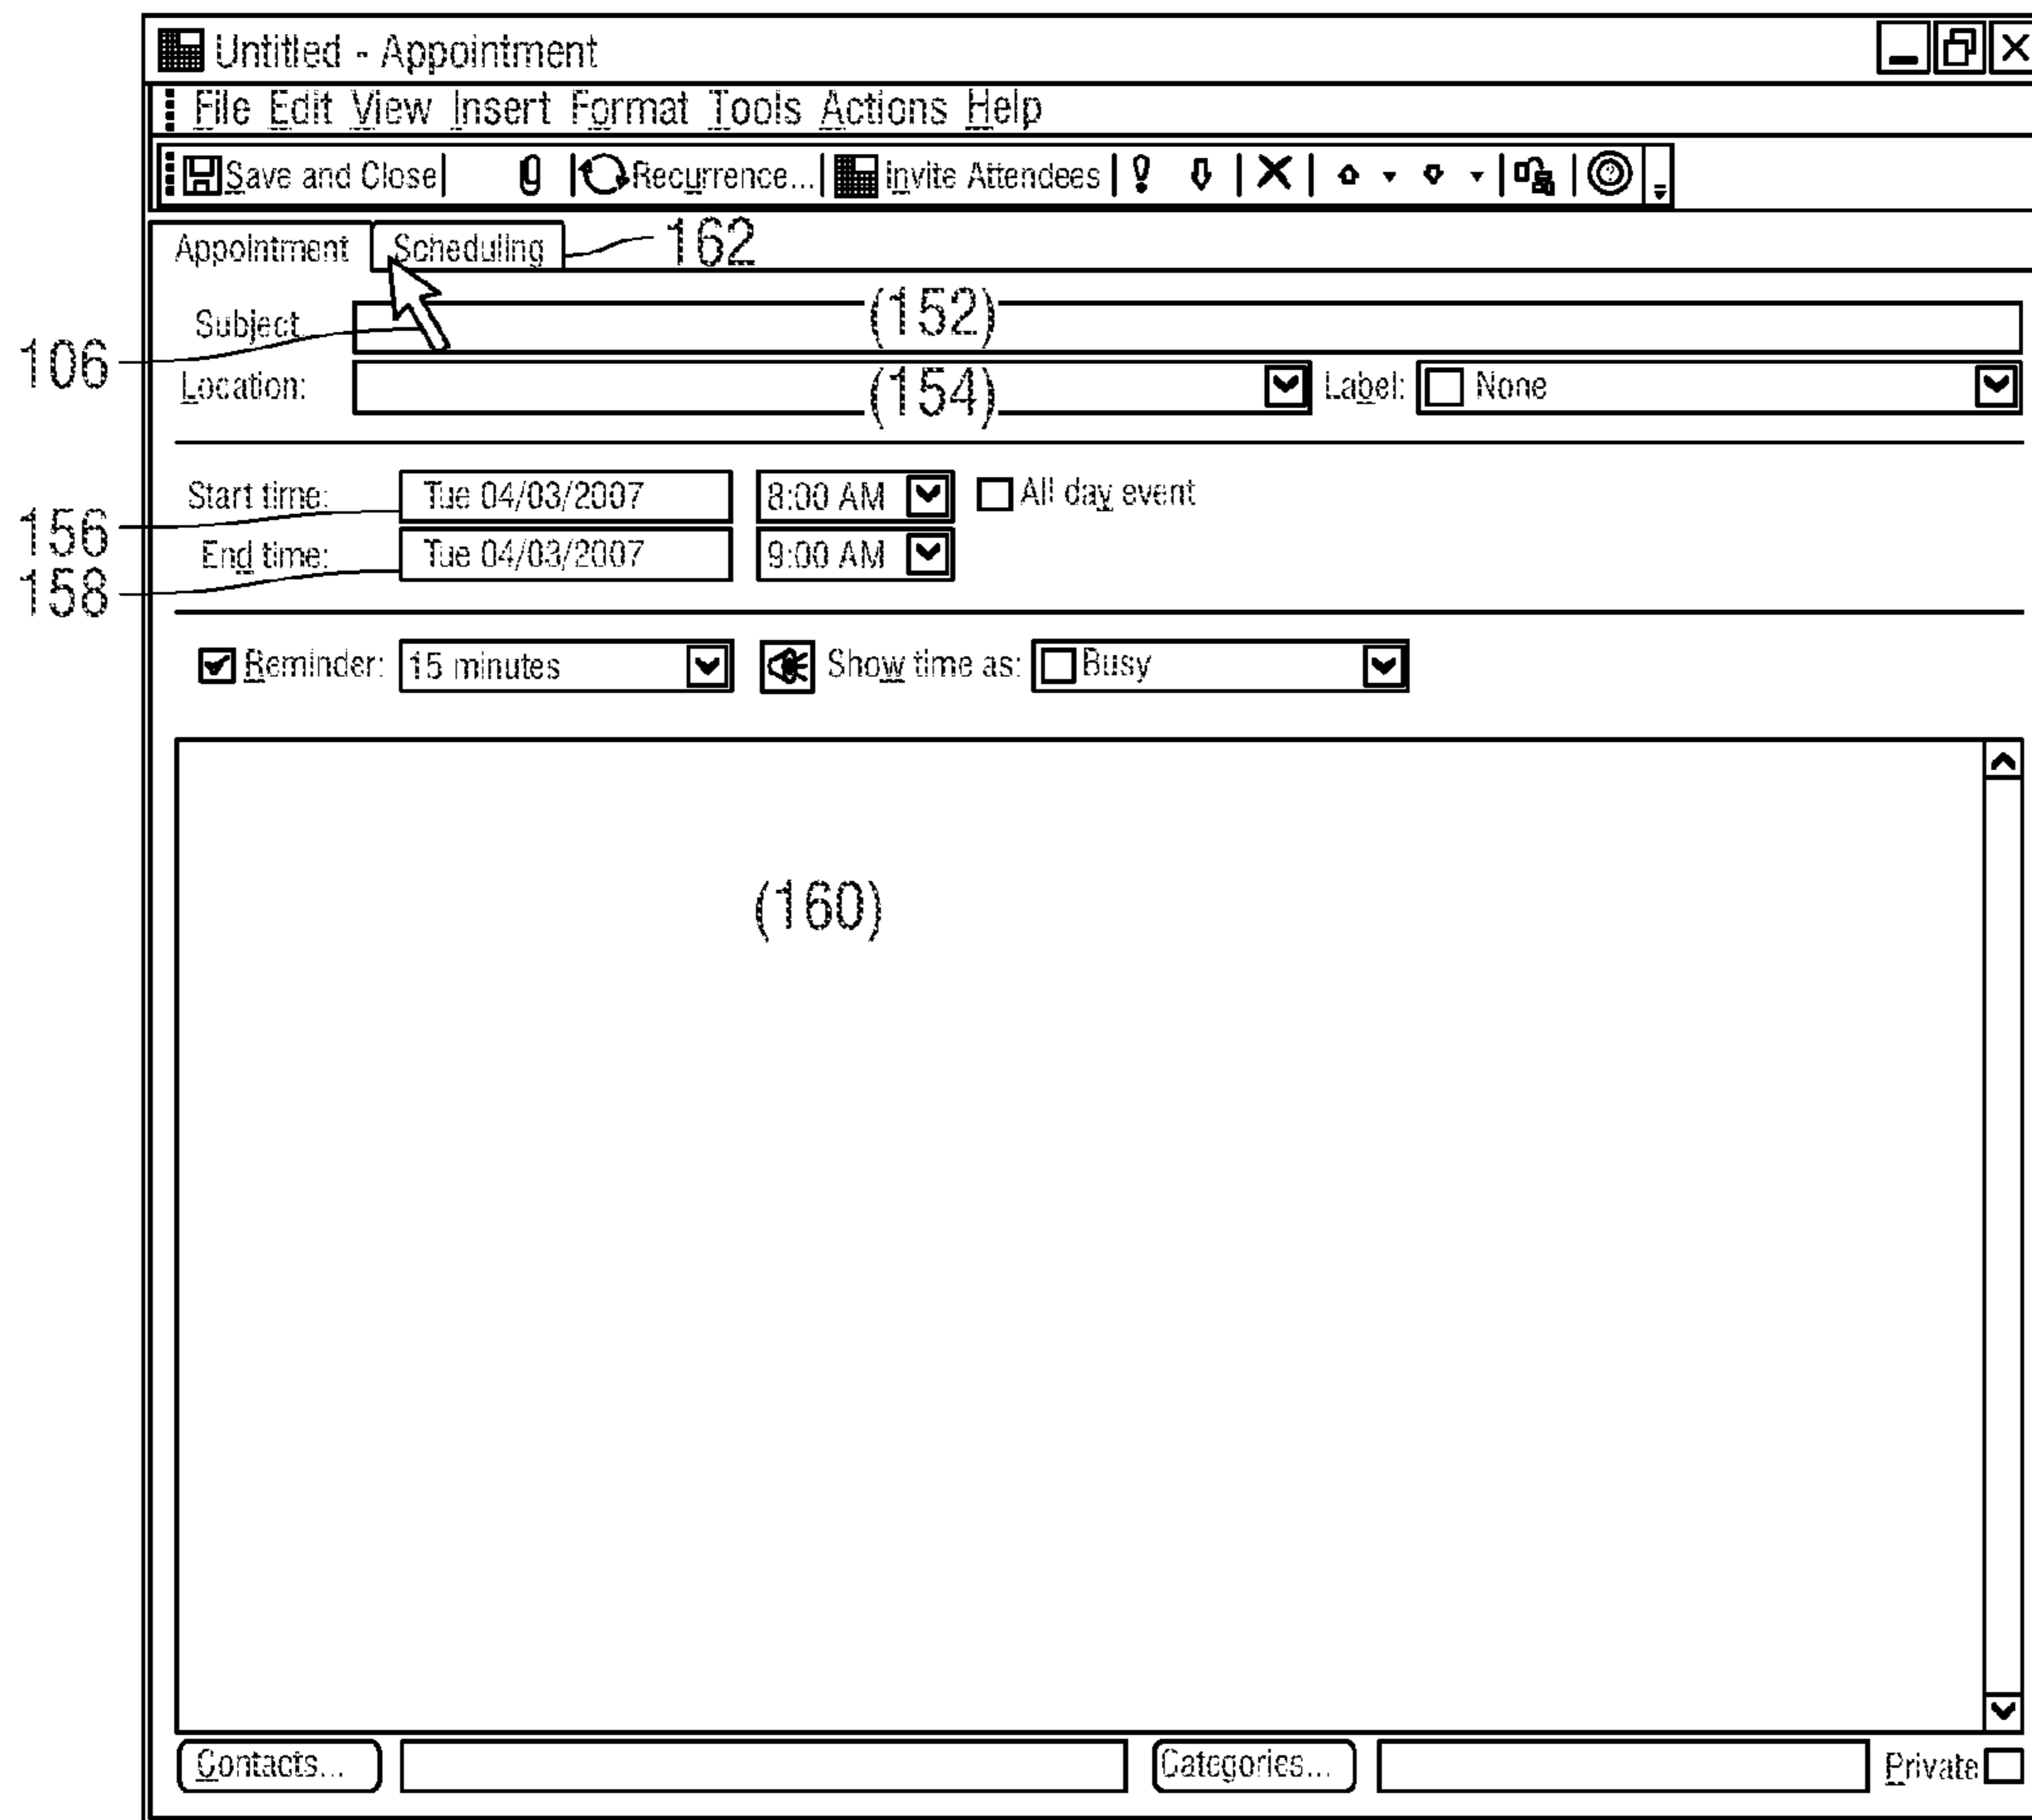 Untitled - Appointment
File Edit View Insert Format Tools Actions Help
Save and Close Recurrence... Invite Attendees
Appointment Scheduling 162
Subject (152)
106
Location: (154) Label: None
Start time: Tue 04/03/2007 8:00 AM All day event
156
End time: Tue 04/03/2007 9:00 AM
158
Reminder: 15 minutes Show time as: Busy
(160)
Contacts... Categories... Private